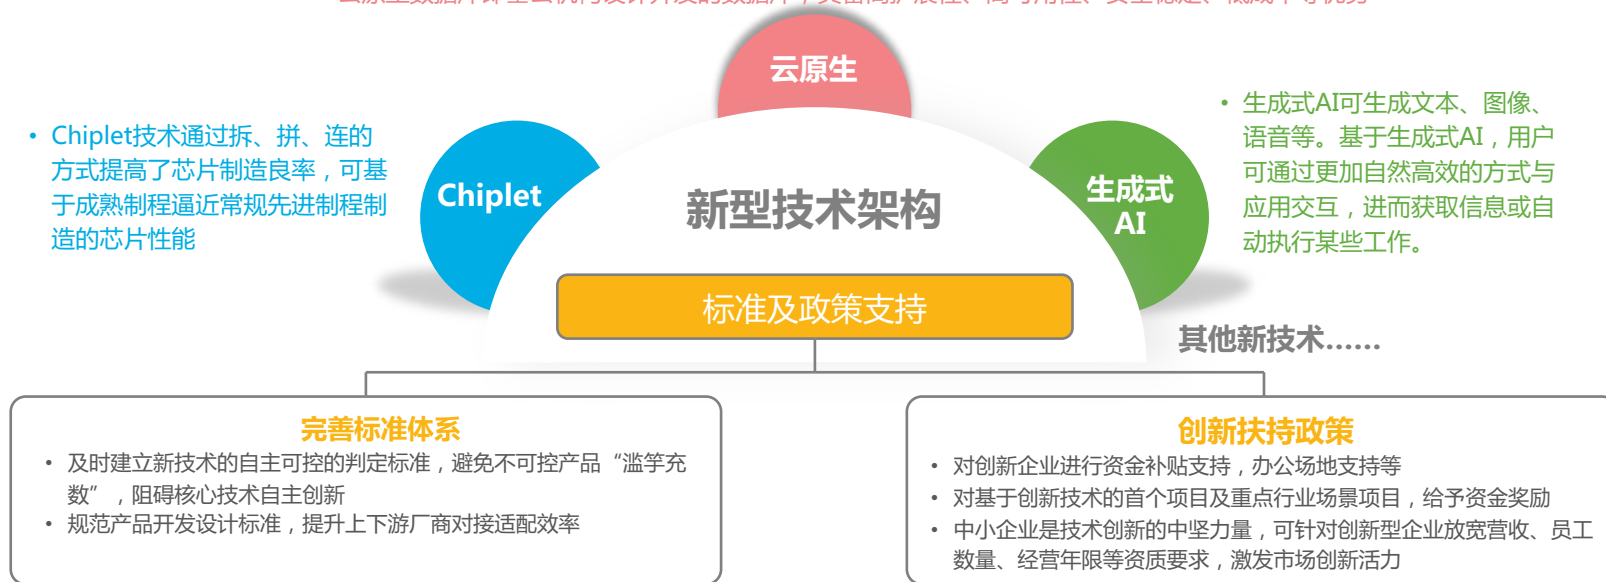 云原生
Chiplet
生成式
AI
• Chiplet技术通过拆、拼、连的
方式提高了芯片制造良率，可基
于成熟制程逼近常规先进制程制
造的芯片性能
• 生成式AI可生成文本、图像、
语音等。基于生成式AI，用户
可通过更加自然高效的方式与
应用交互，进而获取信息或自
动执行某些工作。
新型技术架构
标准及政策支持
其他新技术……
完善标准体系
• 及时建立新技术的自主可控的判定标准，避免不可控产品“滥竽充
数”，阻碍核心技术自主创新
• 规范产品开发设计标准，提升上下游厂商对接适配效率
创新扶持政策
• 对创新企业进行资金补贴支持，办公场地支持等
• 对基于创新技术的首个项目及重点行业场景项目，给予资金奖励
• 中小企业是技术创新的中坚力量，可针对创新型企业放宽营收、员工
数量、经营年限等资质要求，激发市场创新活力